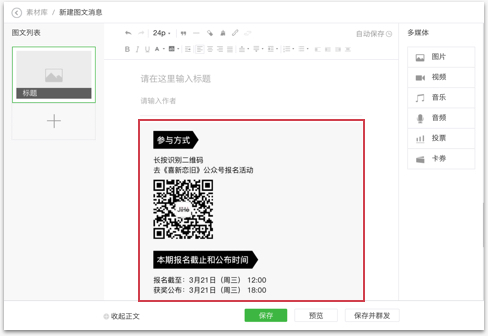 素材库 / 新建图文消息
图文列表
标题
24p
自动保存
B I U A
请在这里输入标题
请输入作者
参与方式
长按识别二维码
去《喜新恋旧》公众号报名活动
本期报名截止和公布时间
报名截至：3月21日（周三） 12:00
获奖公布：3月21日（周三） 18:00
多媒体
图片
视频
音乐
音频
投票
卡券
收起正文
保存
预览
保存并群发